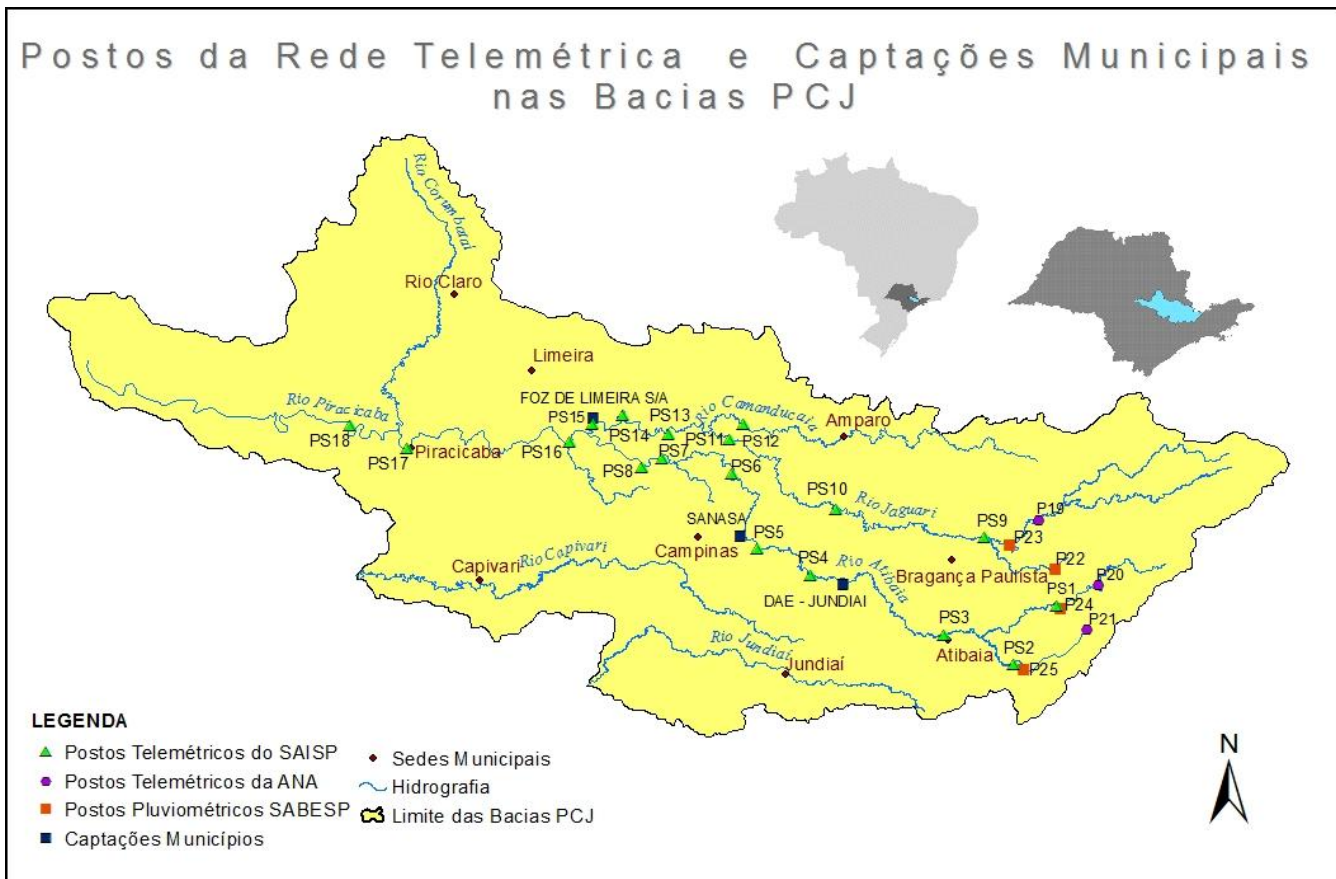 Postos da Rede Telemétrica e Captações Municipais
nas Bacias PCJ
Rio Corumbataí
Rio Claro
Limeira
FOZ DE LIMEIRA S/A
Rio Piracicaba
PS15
PS13
Rio Camanducaia
Amparo
PS18
PS14
PS11
PS12
PS17
Piracicaba
PS16
PS7
PS8
PS6
PS10
Rio Jaguari
P19
SANASA
PS5
PS9
P23
Campinas
Rio Capivari
Capivari
PS4
Rio Atibaia
Bragança Paulista
P22
P20
DAE - JUNDIAI
PS1
P24
P21
PS3
Rio Jundiaí
Atibaia
PS2
P25
Jundiaí
LEGENDA
Postos Telemétricos do SAISP
Postos Telemétricos da ANA
Postos Pluviométricos SABESP
Captações Municípios
Sedes Municipais
Hidrografia
Limite das Bacias PCJ
N